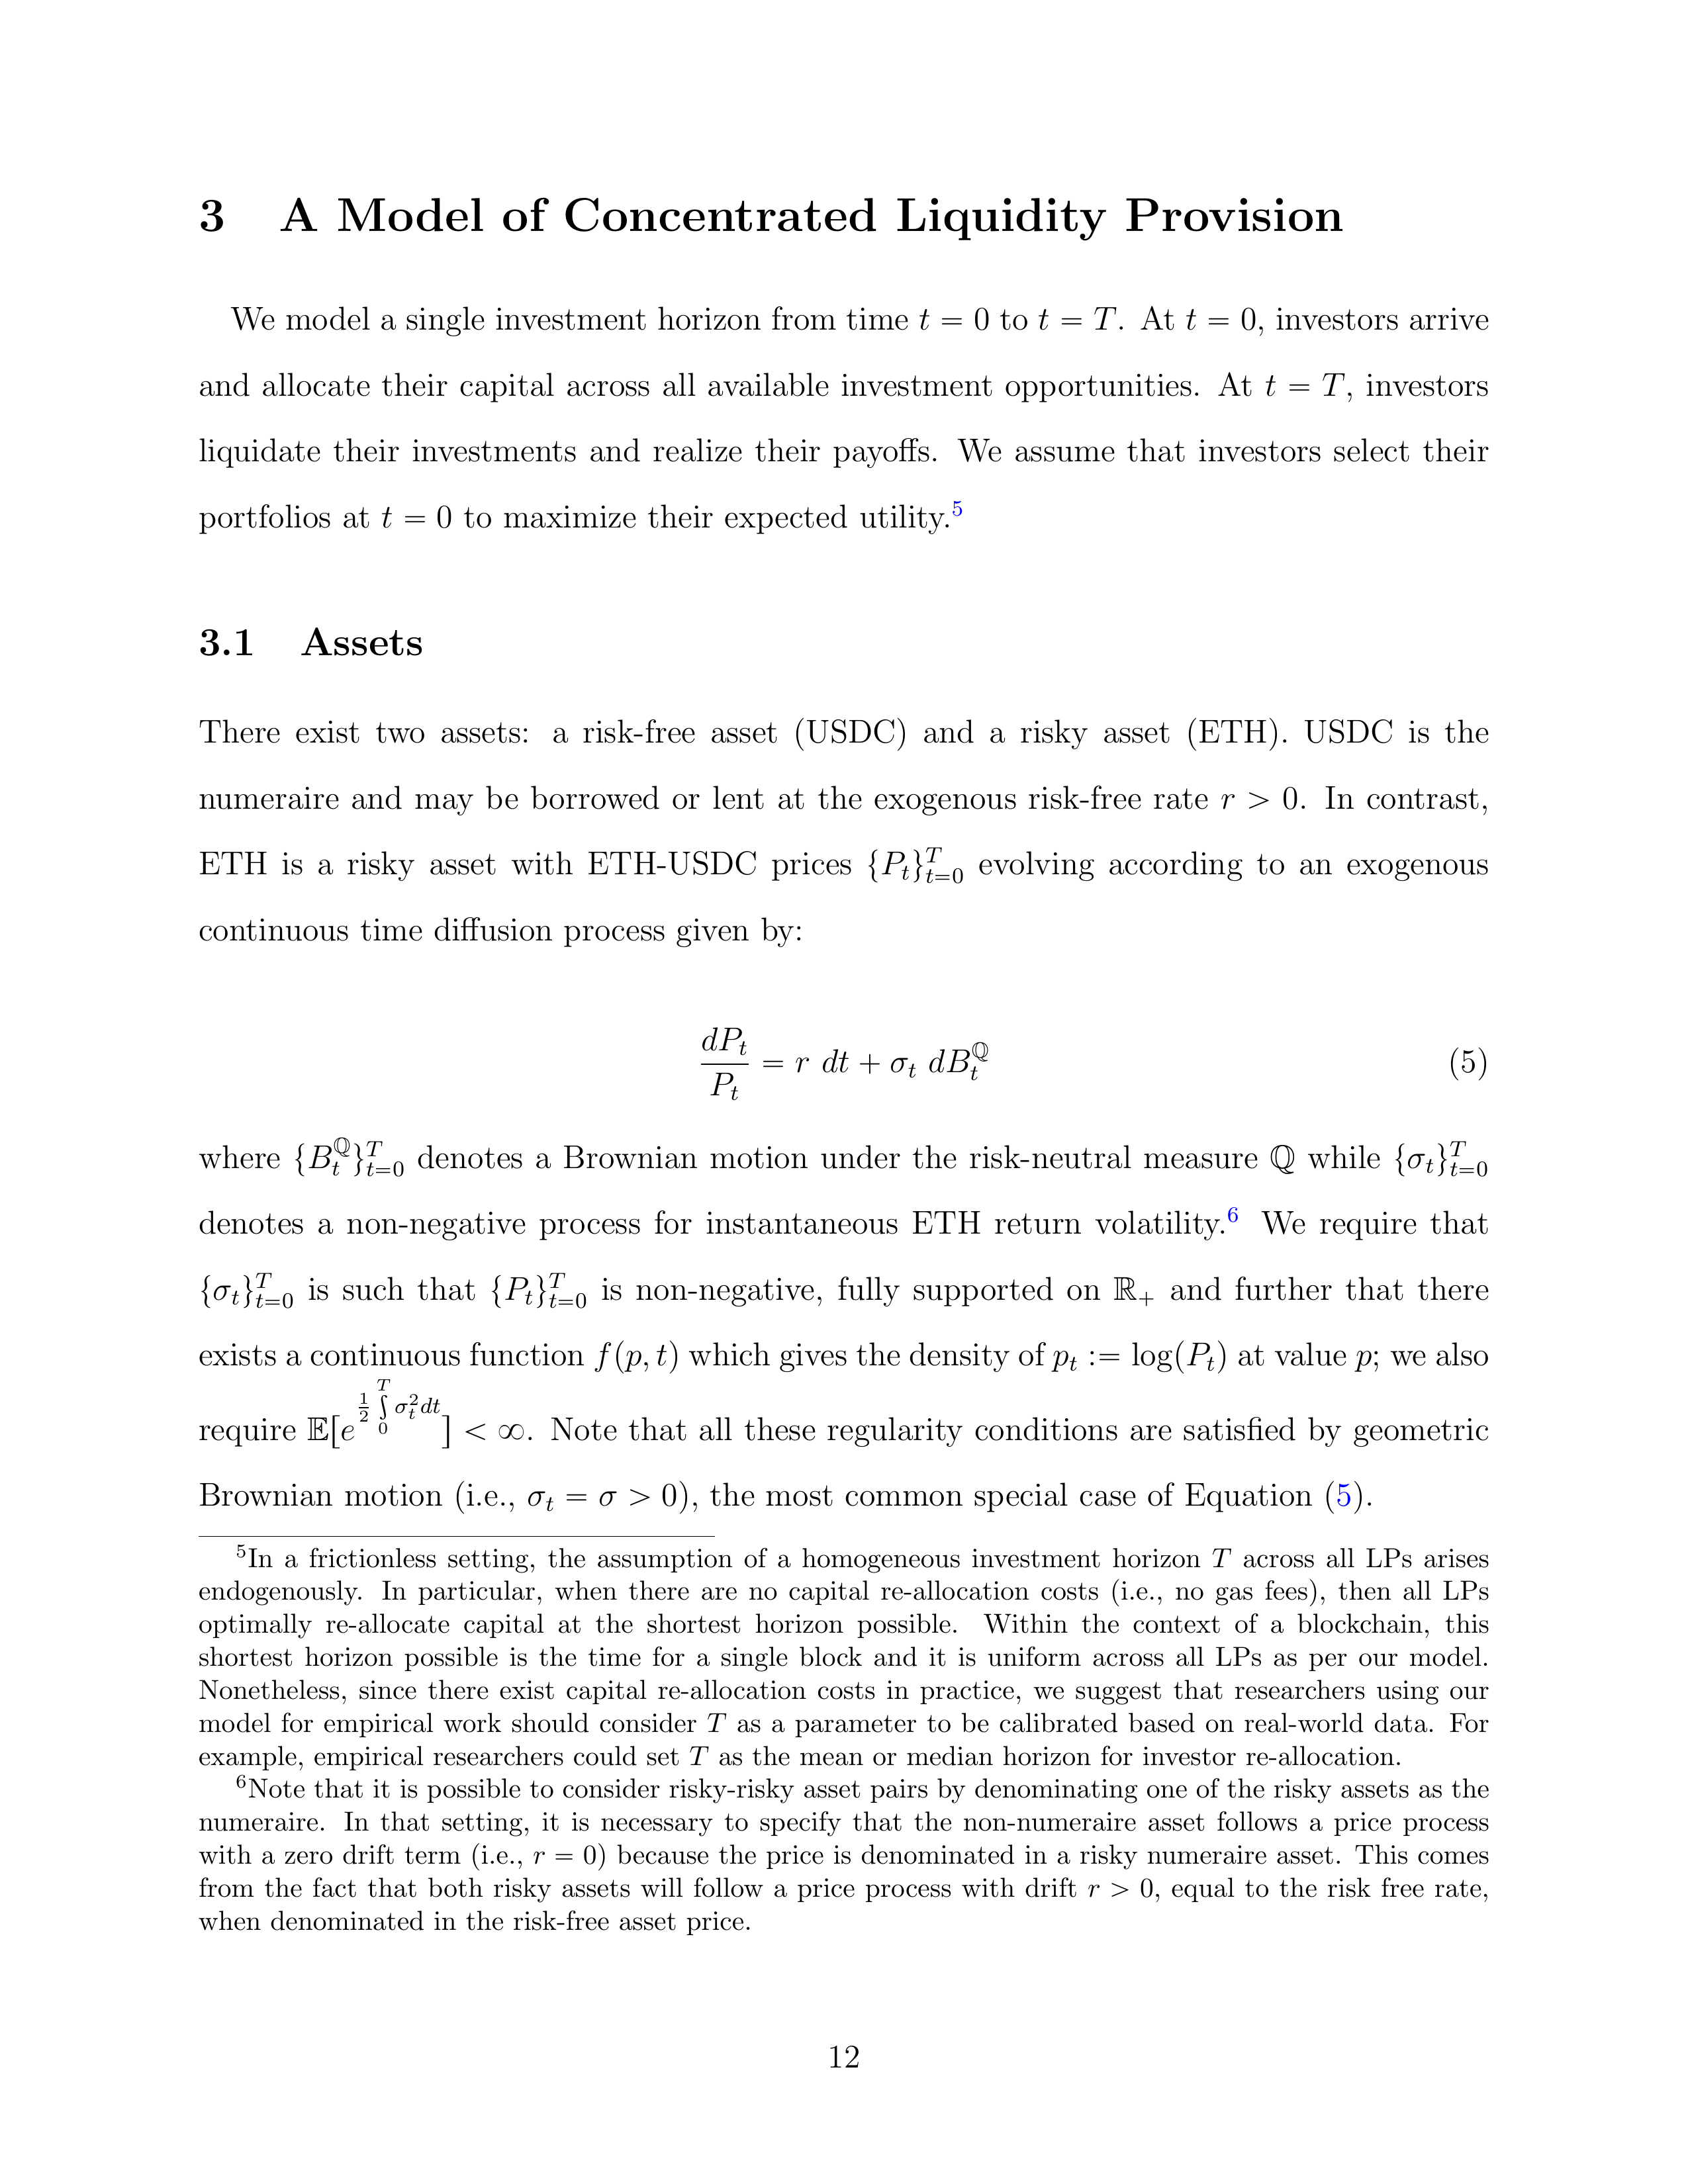 3 A Model of Concentrated Liquidity Provision
We model a single investment horizon from time t = 0 to t = T. At t = 0, investors arrive
and allocate their capital across all available investment opportunities. At t = T, investors
liquidate their investments and realize their payoffs. We assume that investors select their
portfolios at t = 0 to maximize their expected utility.⁵
3.1 Assets
There exist two assets: a risk-free asset (USDC) and a risky asset (ETH). USDC is the
numeraire and may be borrowed or lent at the exogenous risk-free rate r > 0. In contrast,
ETH is a risky asset with ETH-USDC prices {P_t}_{t=0}^T evolving according to an exogenous
continuous time diffusion process given by:
\frac{dP_t}{P_t} = r dt + σ_t dB_t^ℚ (5)
where {B_t^ℚ}_{t=0}^T denotes a Brownian motion under the risk-neutral measure ℚ while {σ_t}_{t=0}^T
denotes a non-negative process for instantaneous ETH return volatility.⁶ We require that
{σ_t}_{t=0}^T is such that {P_t}_{t=0}^T is non-negative, fully supported on ℝ_+ and further that there
exists a continuous function f(p, t) which gives the density of p_t := log(P_t) at value p; we also
require 𝔼[e^{\frac{1}{2} ∫_0^T σ_t^2 dt}] < ∞. Note that all these regularity conditions are satisfied by geometric
Brownian motion (i.e., σ_t = σ > 0), the most common special case of Equation (5).
⁵In a frictionless setting, the assumption of a homogeneous investment horizon T across all LPs arises
endogenously. In particular, when there are no capital re-allocation costs (i.e., no gas fees), then all LPs
optimally re-allocate capital at the shortest horizon possible. Within the context of a blockchain, this
shortest horizon possible is the time for a single block and it is uniform across all LPs as per our model.
Nonetheless, since there exist capital re-allocation costs in practice, we suggest that researchers using our
model for empirical work should consider T as a parameter to be calibrated based on real-world data. For
example, empirical researchers could set T as the mean or median horizon for investor re-allocation.
⁶Note that it is possible to consider risky-risky asset pairs by denominating one of the risky assets as the
numeraire. In that setting, it is necessary to specify that the non-numeraire asset follows a price process
with a zero drift term (i.e., r = 0) because the price is denominated in a risky numeraire asset. This comes
from the fact that both risky assets will follow a price process with drift r > 0, equal to the risk free rate,
when denominated in the risk-free asset price.
12